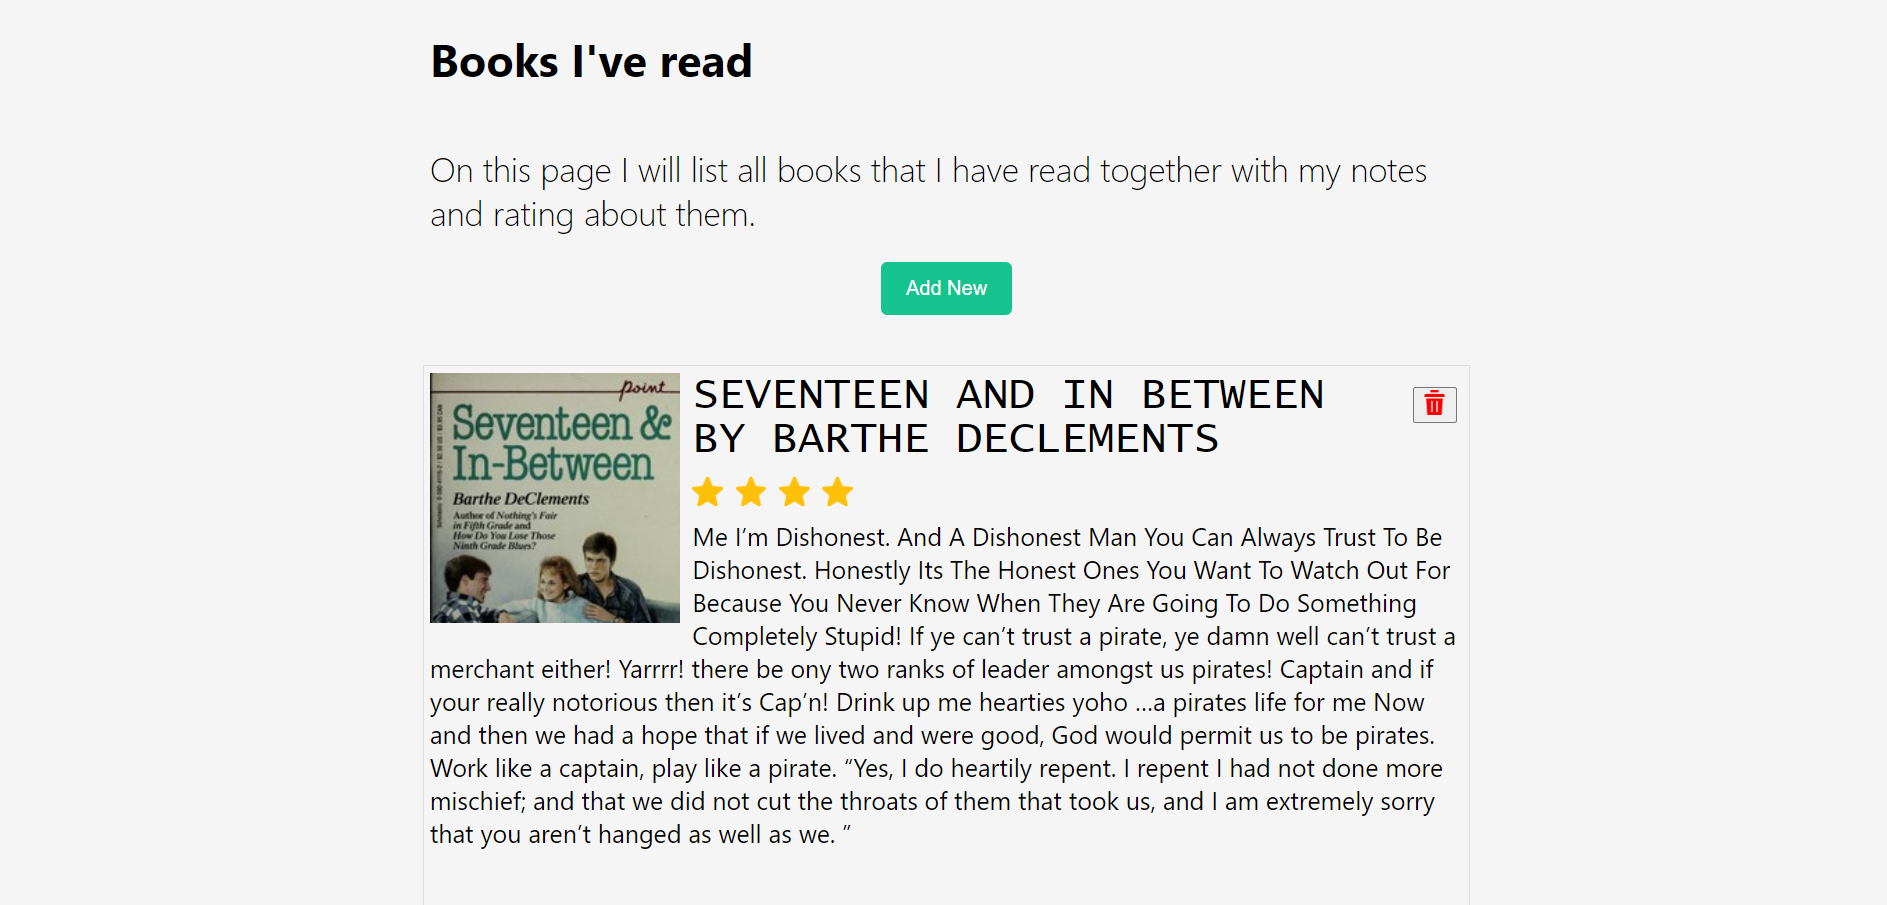 Books I've read
On this page I will list all books that I have read together with my notes
and rating about them.
Add New
point
Seventeen &
In-Between
Barthe DeClements
Author of Nothing's Fair
in Fifth Grade and
How Do You Lose Those
Ninth Grade Blues?
SEVENTEEN AND IN BETWEEN
BY BARTHE DECLEMENTS
Me I’m Dishonest. And A Dishonest Man You Can Always Trust To Be
Dishonest. Honestly Its The Honest Ones You Want To Watch Out For
Because You Never Know When They Are Going To Do Something
Completely Stupid! If ye can’t trust a pirate, ye damn well can’t trust a
merchant either! Yarrrr! there be ony two ranks of leader amongst us pirates! Captain and if
your really notorious then it’s Cap’n! Drink up me hearties yoho …a pirates life for me Now
and then we had a hope that if we lived and were good, God would permit us to be pirates.
Work like a captain, play like a pirate. “Yes, I do heartily repent. I repent I had not done more
mischief; and that we did not cut the throats of them that took us, and I am extremely sorry
that you aren’t hanged as well as we. ”